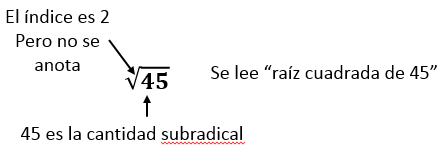 El índice es 2
Pero no se
anota
√45
Se lee “raíz cuadrada de 45”
45 es la cantidad subradical